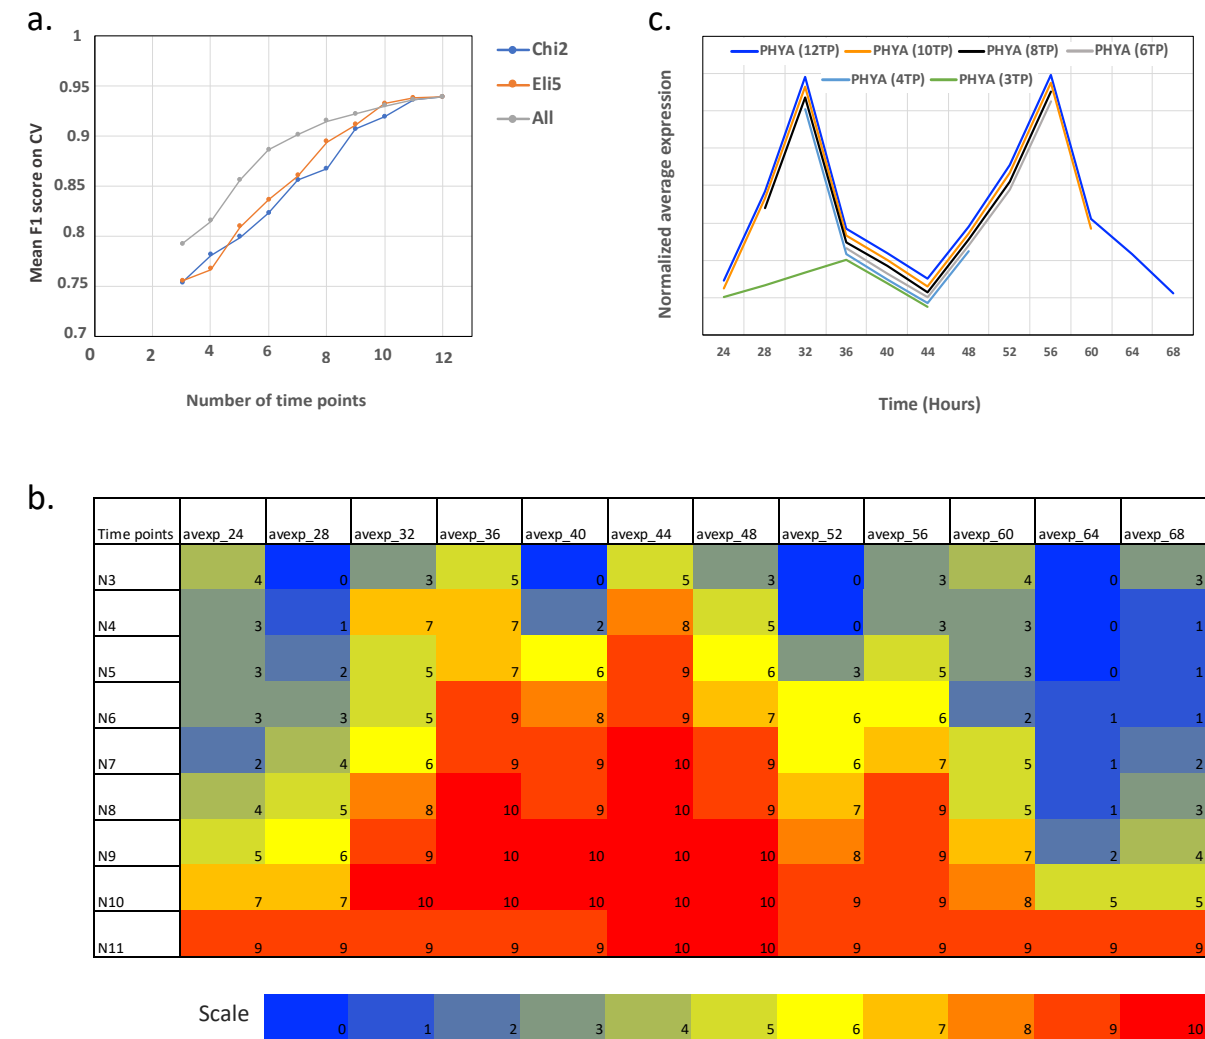 a.
1
0.95
0.9
0.85
0.8
0.75
0.7
0 2 4 6 8 10 12
Mean F1 score on CV
Number of time points
Chi2
Eli5
All
c.
PHYA (12TP) PHYA (10TP) PHYA (8TP) PHYA (6TP)
PHYA (4TP) PHYA (3TP)
Normalized average expression
24 28 32 36 40 44 48 52 56 60 64 68
Time (Hours)
b.
Time points avexp_24 avexp_28 avexp_32 avexp_36 avexp_40 avexp_44 avexp_48 avexp_52 avexp_56 avexp_60 avexp_64 avexp_68
N3 4 0 3 5 0 5 3 0 3 4 0 3
N4 3 1 7 7 2 8 5 0 3 3 0 1
N5 3 2 5 7 6 9 6 3 5 3 0 1
N6 3 3 5 9 8 9 7 6 6 2 1 1
N7 2 4 6 9 9 10 9 6 7 5 1 2
N8 4 5 8 10 9 10 9 7 9 5 1 3
N9 5 6 9 10 10 10 10 8 9 7 2 4
N10 7 7 10 10 10 10 10 9 9 8 5 5
N11 9 9 9 9 9 10 10 9 9 9 9 9
Scale 0 1 2 3 4 5 6 7 8 9 10